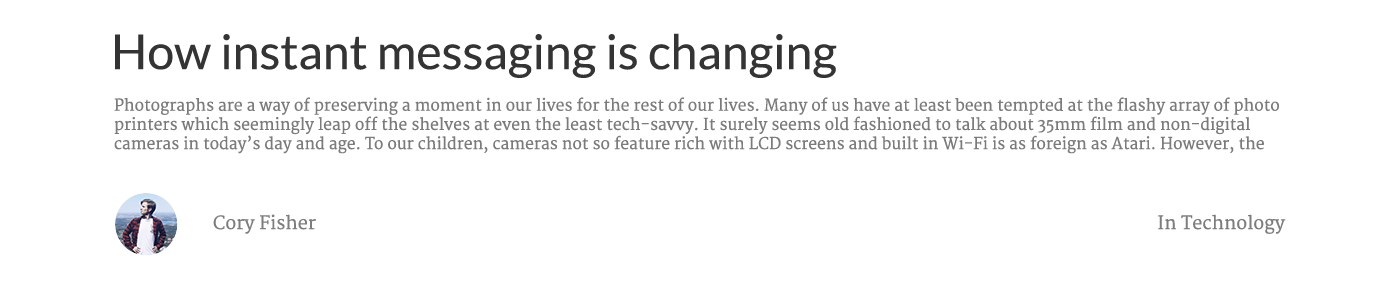 How instant messaging is changing
Photographs are a way of preserving a moment in our lives for the rest of our lives. Many of us have at least been tempted at the flashy array of photo
printers which seemingly leap off the shelves at even the least tech-savvy. It surely seems old fashioned to talk about 35mm film and non-digital
cameras in today’s day and age. To our children, cameras not so feature rich with LCD screens and built in Wi-Fi is as foreign as Atari. However, the
Cory Fisher
In Technology